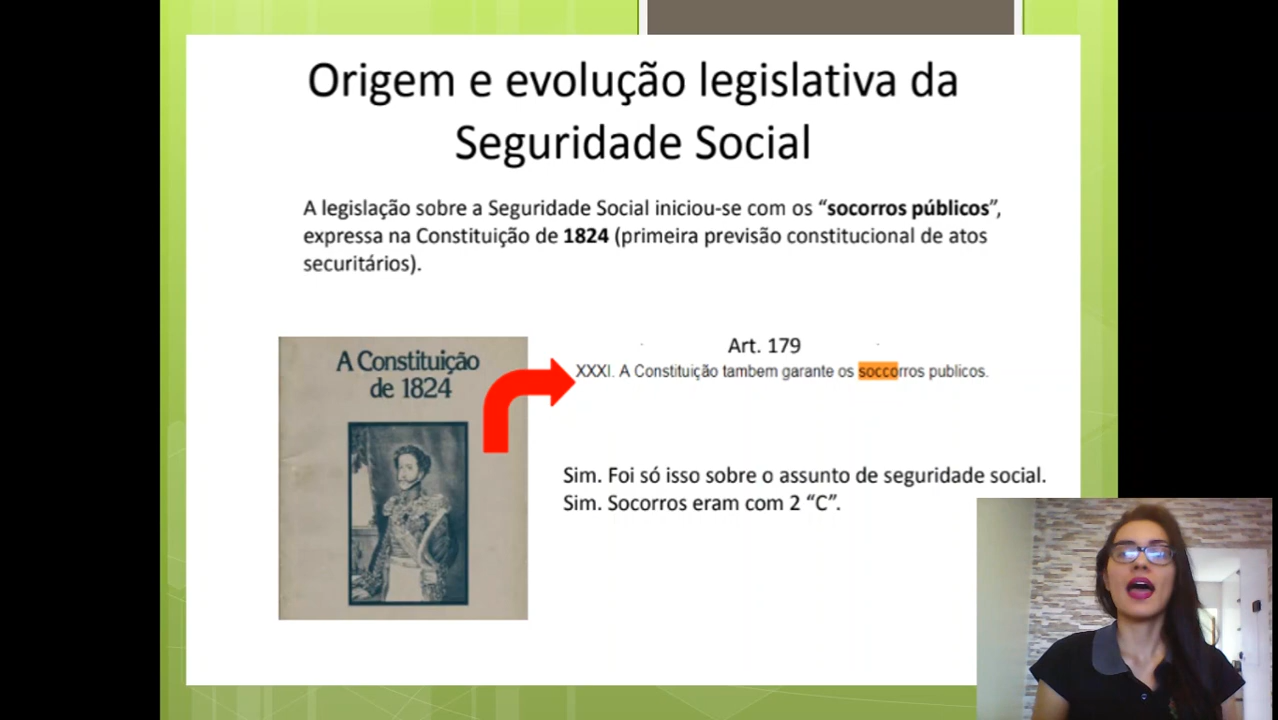 Origem e evolução legislativa da
Seguridade Social
A legislação sobre a Seguridade Social iniciou-se com os “socorros públicos”,
expressa na Constituição de 1824 (primeira previsão constitucional de atos
securitários).
A Constituição
de 1824
Art. 179
XXXI. A Constituição tambem garante os soccorros publicos.
Sim. Foi só isso sobre o assunto de seguridade social.
Sim. Socorros eram com 2 “C”.